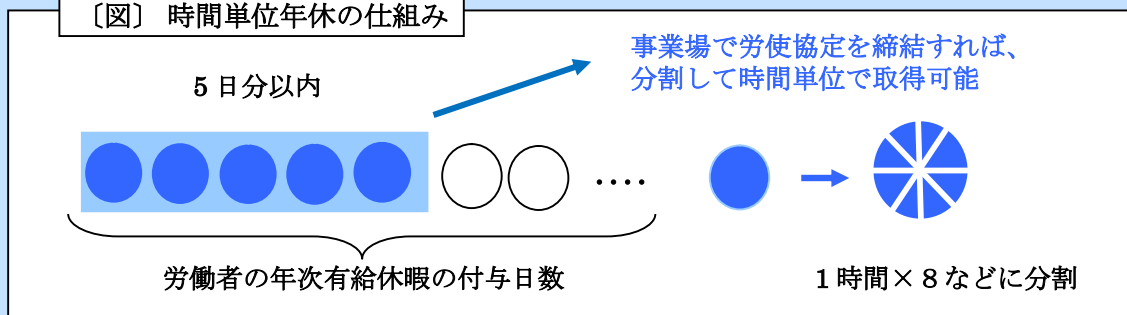 〔図〕 時間単位年休の仕組み
事業場で労使協定を締結すれば、
分割して時間単位で取得可能
５日分以内
‥‥
労働者の年次有給休暇の付与日数
１時間×８などに分割